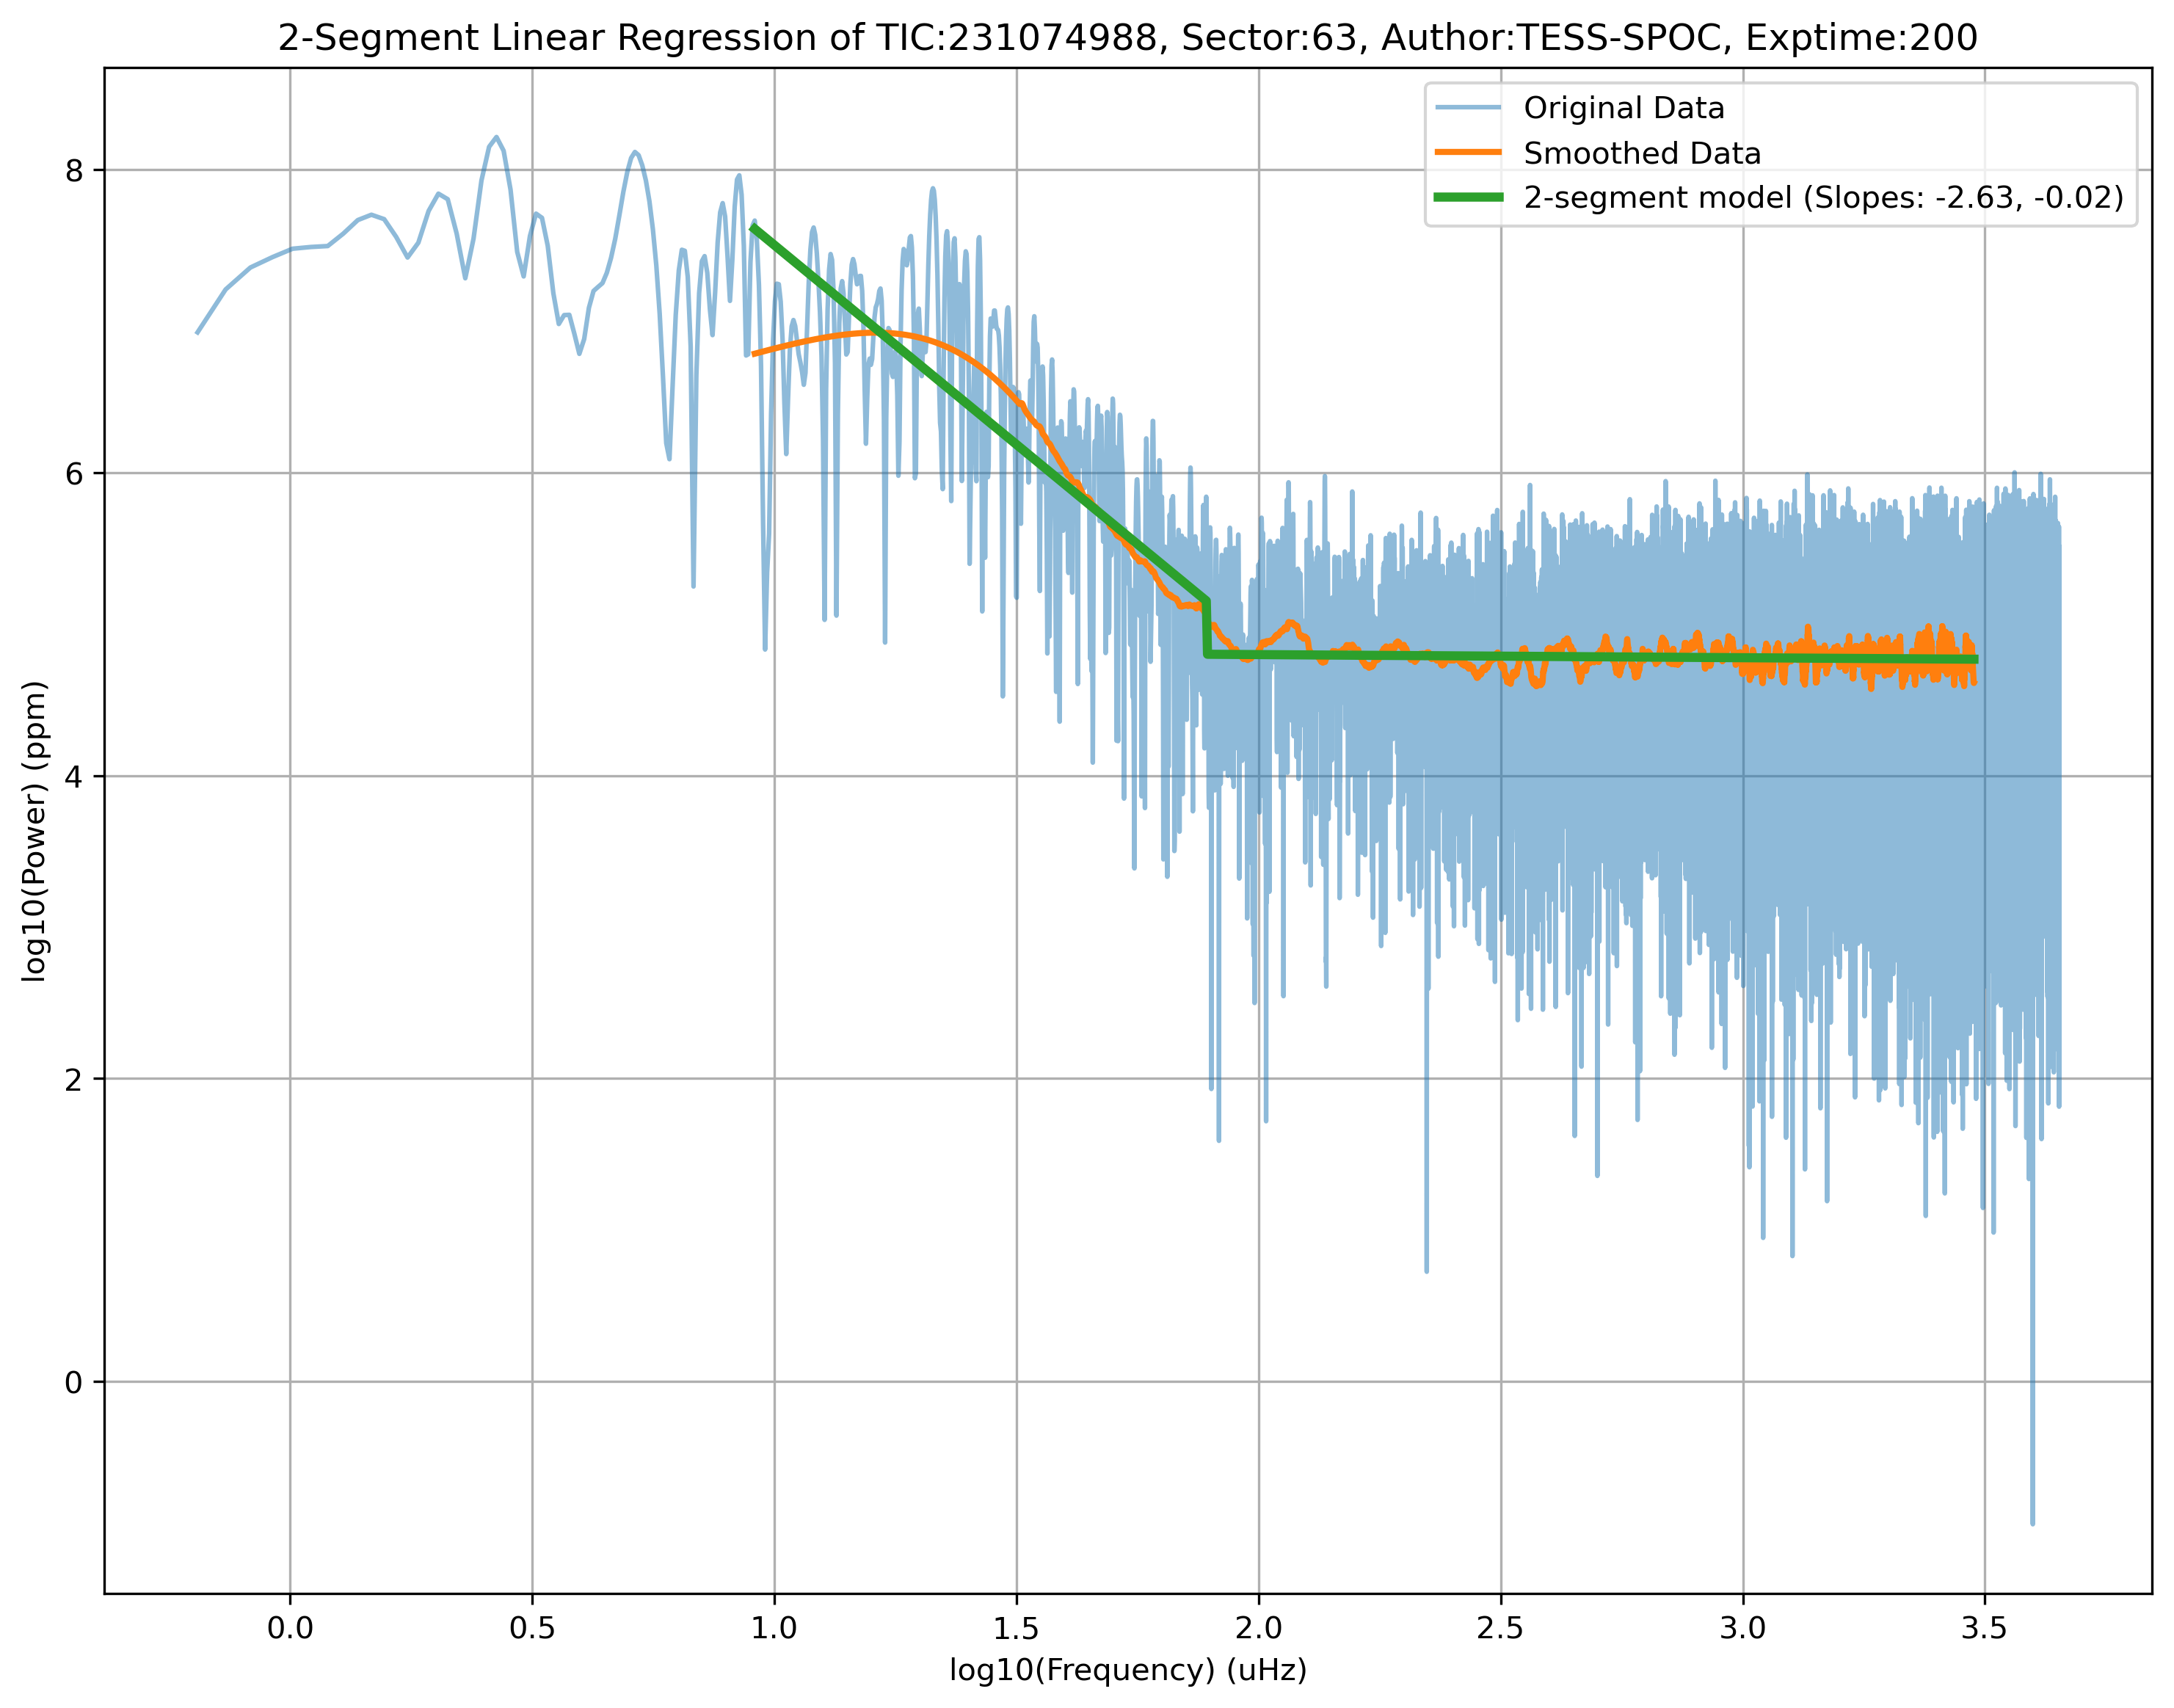 2-Segment Linear Regression of TIC:231074988, Sector:63, Author:TESS-SPOC, Exptime:200
Original Data
Smoothed Data
2-segment model (Slopes: -2.63, -0.02)
log10(Power) (ppm)
8
6
4
2
0
0.0 0.5 1.0 1.5 2.0 2.5 3.0 3.5
log10(Frequency) (uHz)